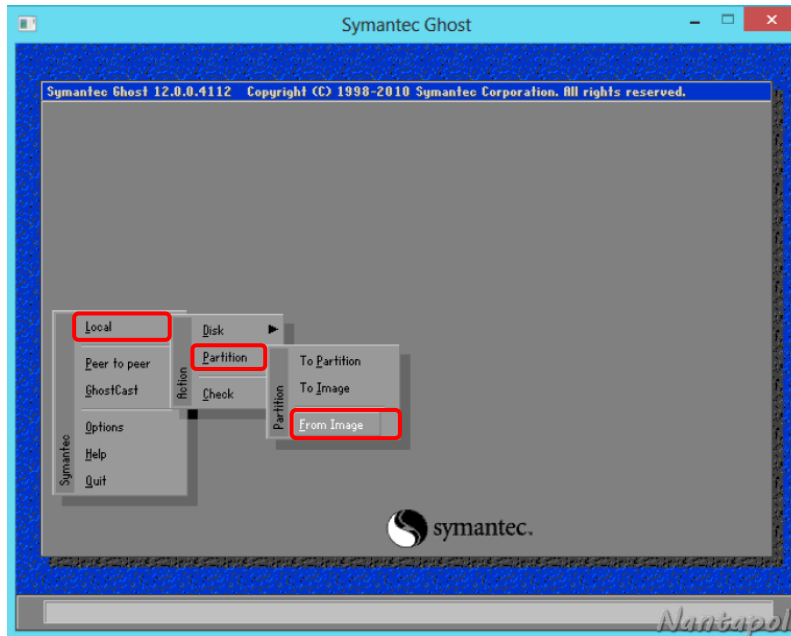 Symantec Ghost
Symantec Ghost 12.0.0.4112 Copyright (C) 1998-2010 Symantec Corporation. All rights reserved.
Local
Peer to peer
GhostCast
Options
Help
Quit
Symantec
Disk
Partition
Check
Action
To Partition
To Image
From Image
Partition
symantec.
Nantapol